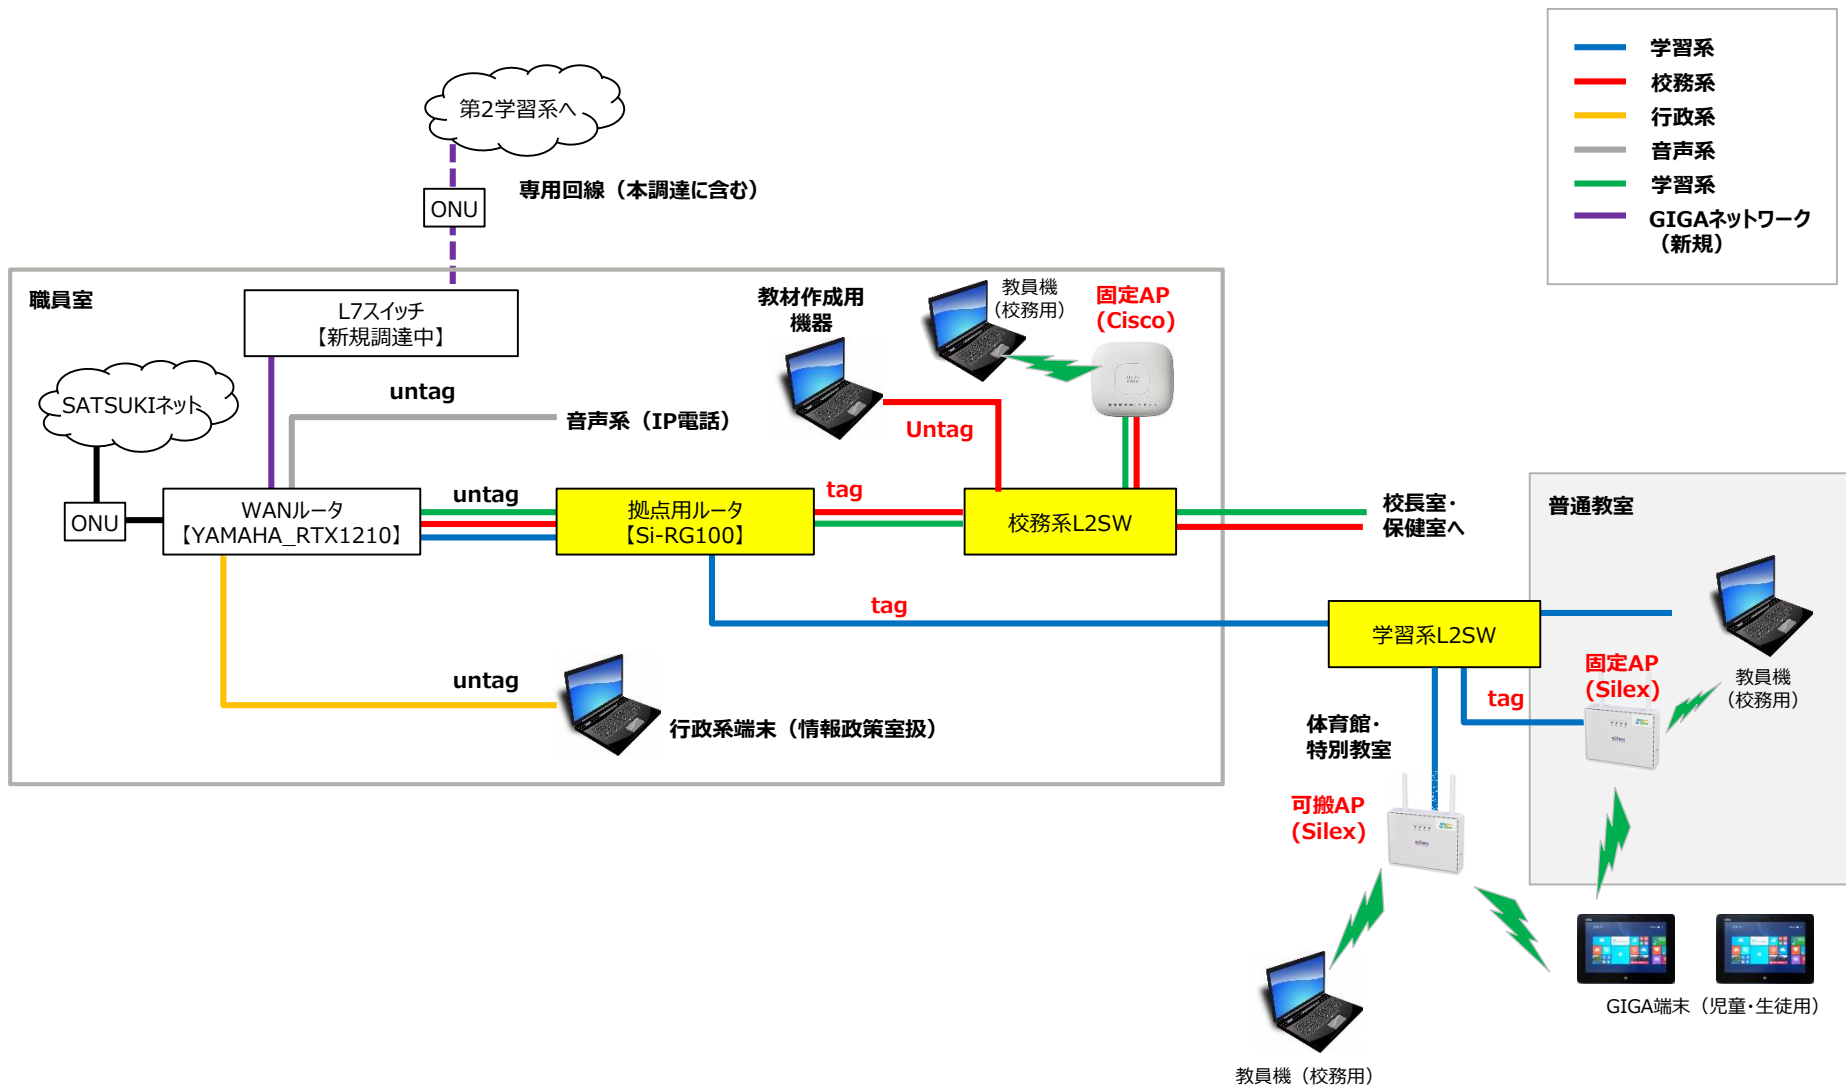 学習系
校務系
行政系
音声系
学習系
GIGAネットワーク
（新規）
第2学習系へ
専用回線（本調達に含む）
ONU
職員室
L7スイッチ
【新規調達中】
教材作成用
機器
教員機
（校務用）
固定AP
(Cisco)
SATSUKIネット
untag
音声系（IP電話）
Untag
ONU
WANルータ
【YAMAHA_RTX1210】
untag
拠点用ルータ
【Si-RG100】
tag
校務系L2SW
校長室・
保健室へ
普通教室
tag
学習系L2SW
untag
行政系端末（情報政策室扱）
体育館・
特別教室
tag
固定AP
(Silex)
教員機
（校務用）
可搬AP
(Silex)
GIGA端末（児童・生徒用）
教員機（校務用）